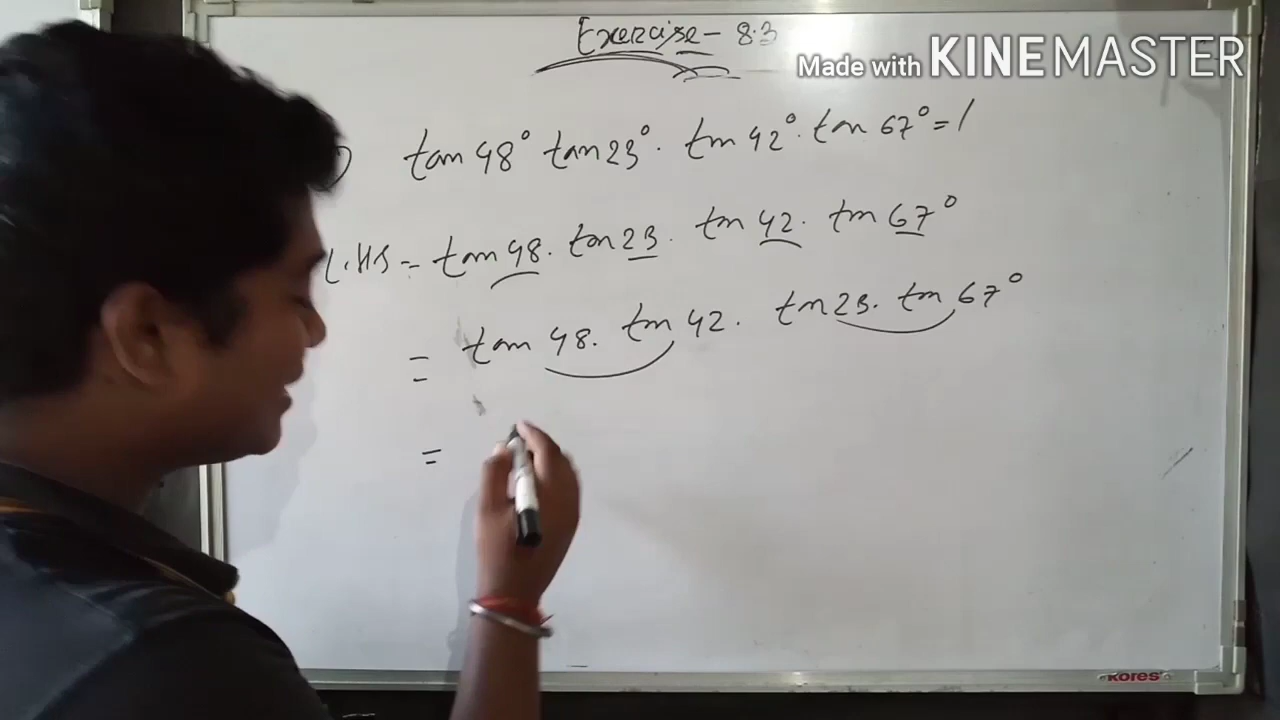 Exercise - 8.3
Made with KINEMASTER
) tan 48° tan 23° . tan 42° . tan 67° = 1
L.HS = tan 48 . tan 23 . tan 42 . tan 67°
= tan 48 . tan 42 . tan 23 . tan 67°
=
KORES